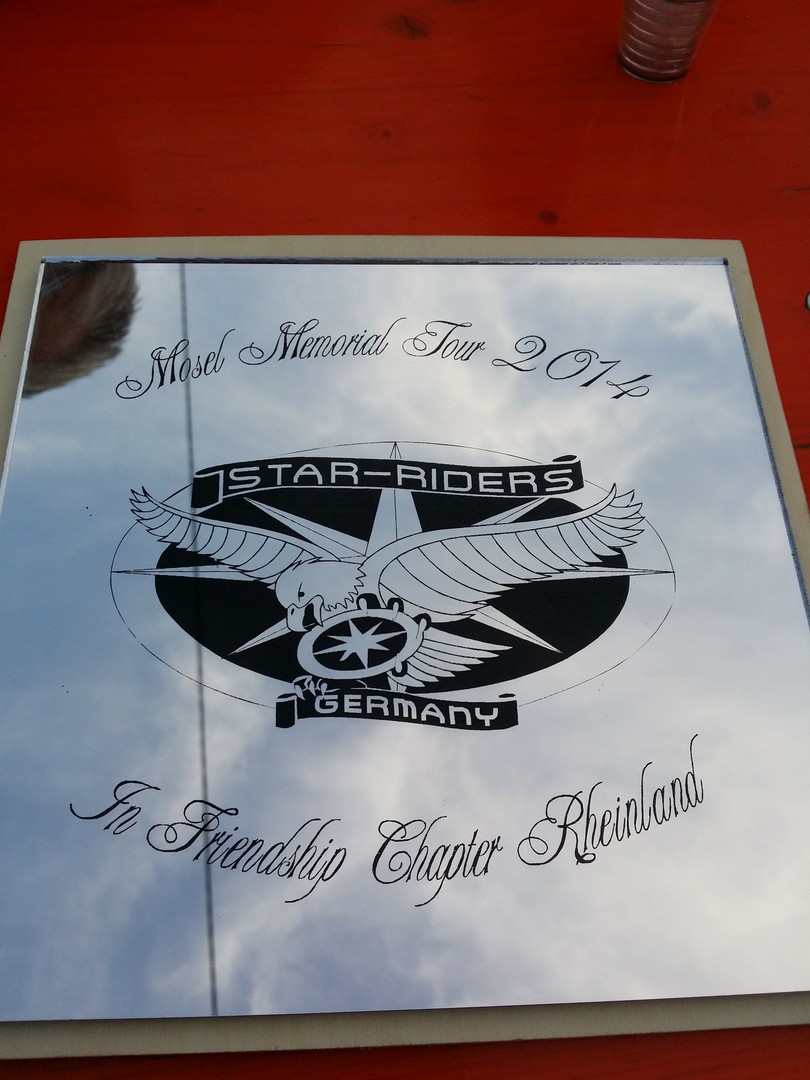 Mosel Memorial Tour 2014
STAR-RIDERS
GERMANY
In Friendship Chapter Rheinland